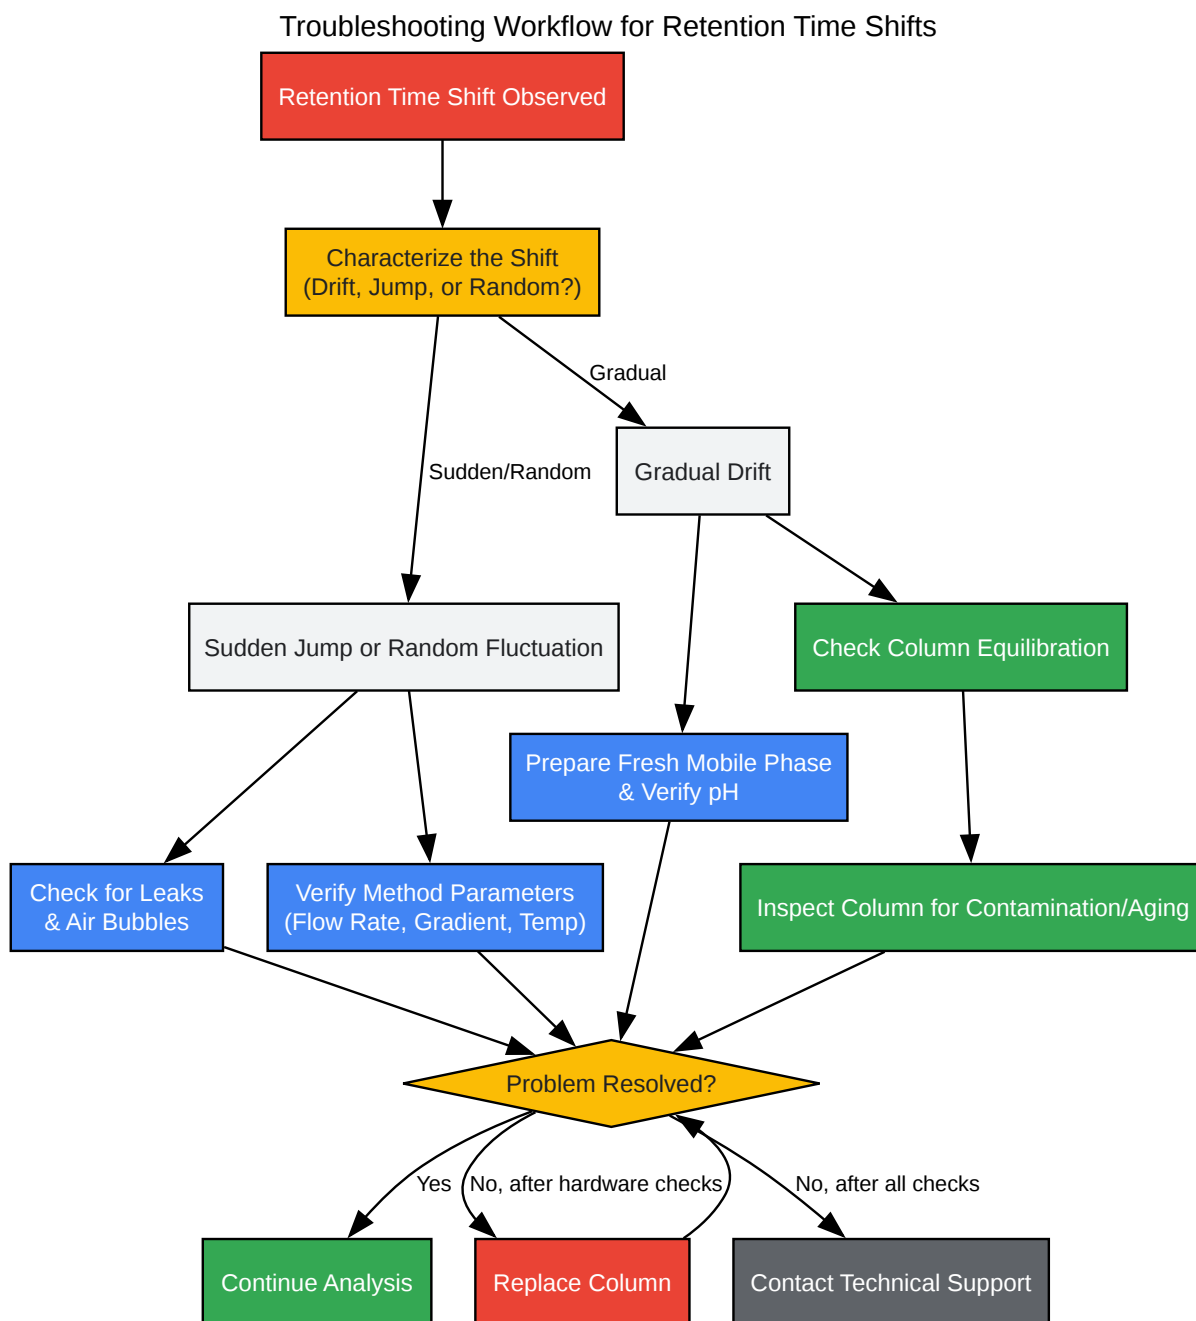 Troubleshooting Workflow for Retention Time Shifts
Retention Time Shift Observed
Characterize the Shift
(Drift, Jump, or Random?)
Gradual
Sudden/Random
Gradual Drift
Sudden Jump or Random Fluctuation
Check Column Equilibration
Prepare Fresh Mobile Phase
& Verify pH
Check for Leaks
& Air Bubbles
Verify Method Parameters
(Flow Rate, Gradient, Temp)
Inspect Column for Contamination/Aging
Problem Resolved?
Yes
No, after hardware checks
No, after all checks
Continue Analysis
Replace Column
Contact Technical Support